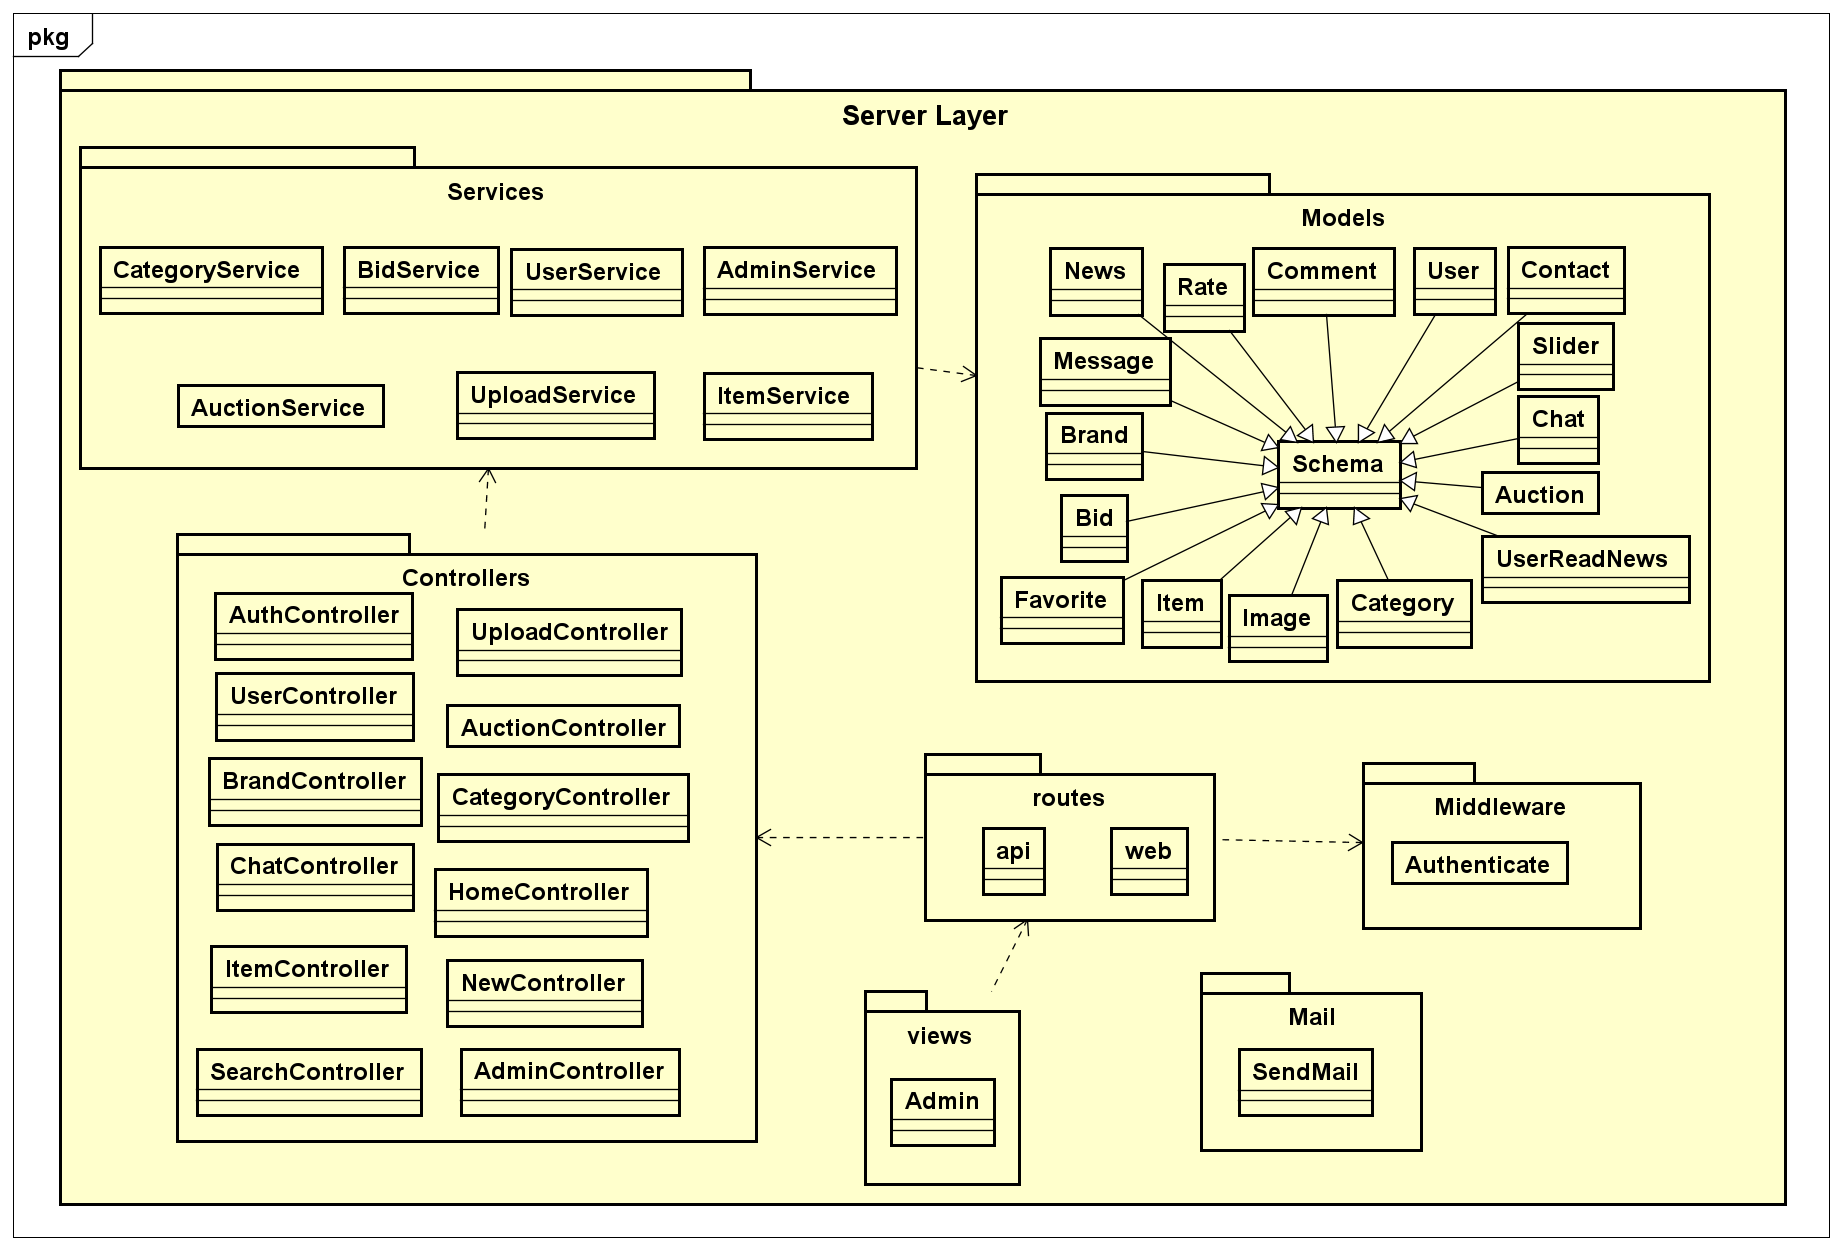 pkg
Server Layer
Services
CategoryService
BidService
UserService
AdminService
AuctionService
UploadService
ItemService
Models
News
Rate
Comment
User
Contact
Message
Slider
Brand
Chat
Schema
Auction
Bid
UserReadNews
Favorite
Item
Image
Category
Controllers
AuthController
UploadController
UserController
AuctionController
BrandController
CategoryController
ChatController
HomeController
ItemController
NewController
SearchController
AdminController
routes
api
web
Middleware
Authenticate
views
Admin
Mail
SendMail